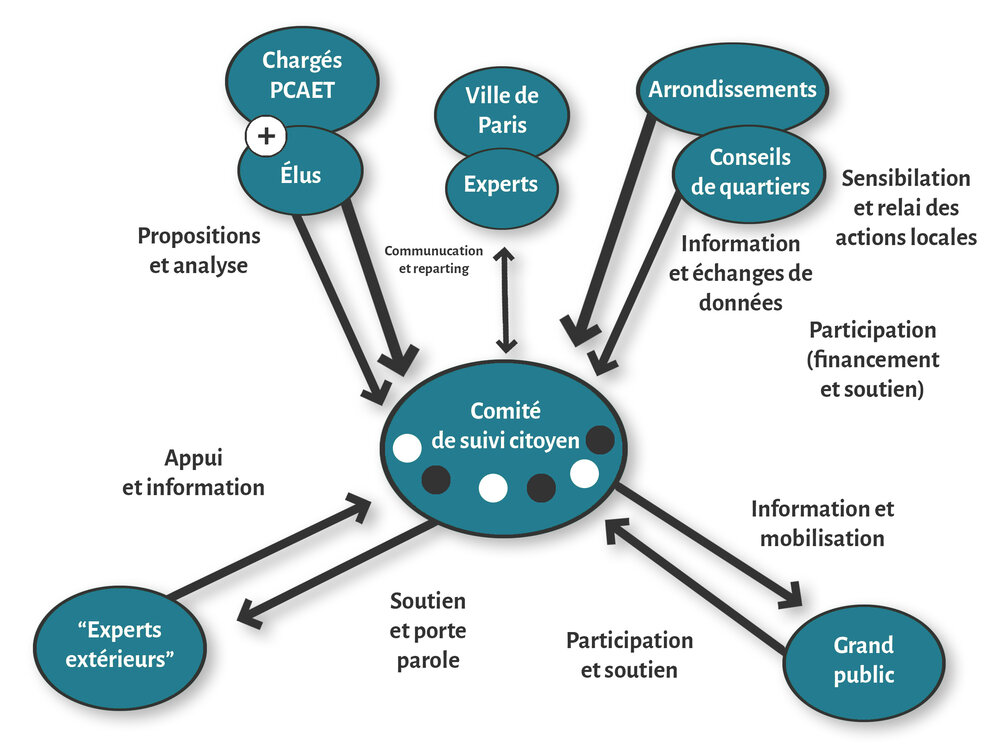 Chargés
PCAET
+
Élus
Ville de
Paris
Experts
Arrondissements
Conseils
de quartiers
Sensibilation
et relai des
actions locales
Propositions
et analyse
Communucation
et reparting
Information
et échanges de
données
Participation
(financement
et soutien)
Comité
de suivi citoyen
Appui
et information
Information et
mobilisation
Soutien
et porte
parole
Participation
et soutien
“Experts
extérieurs”
Grand
public